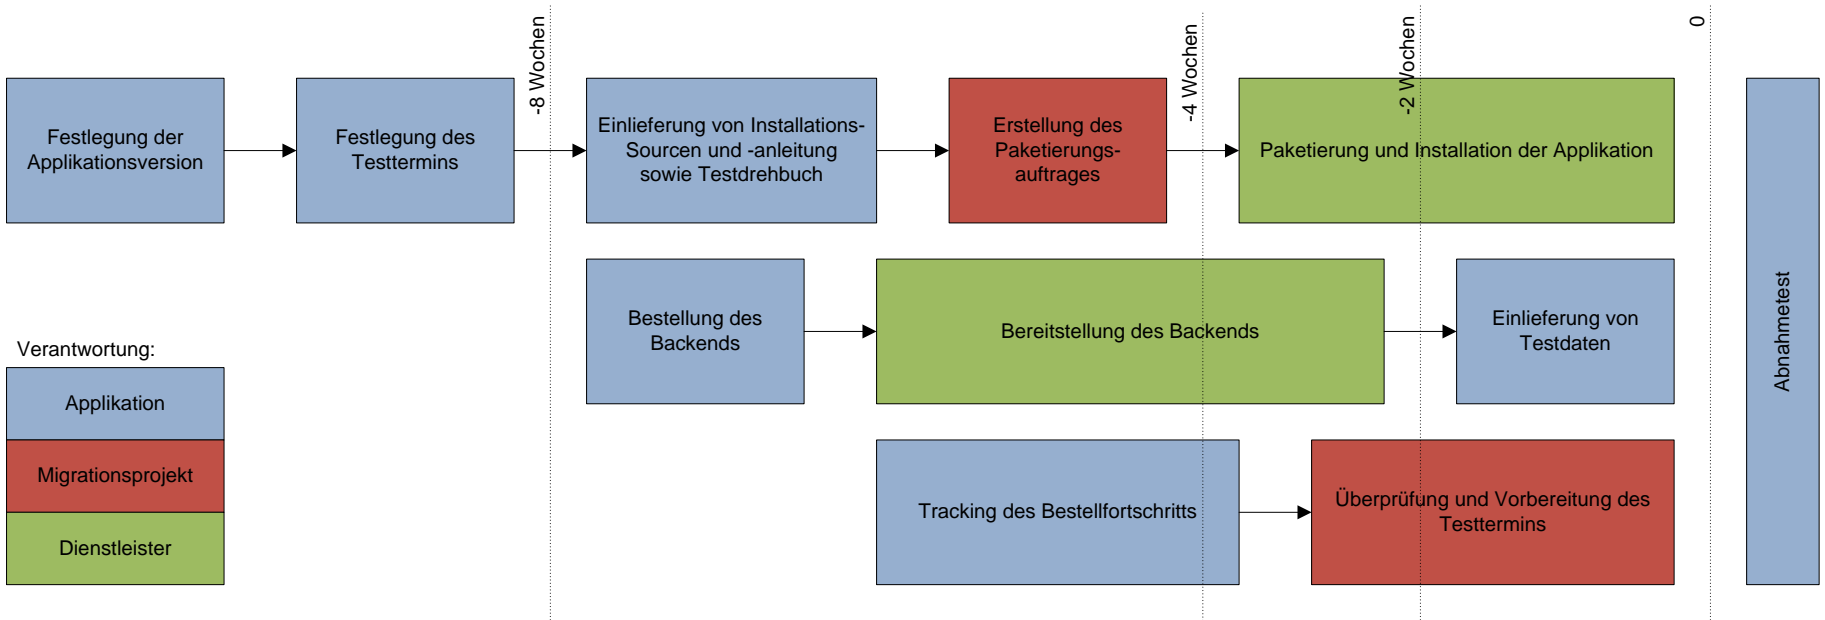 -8 Wochen
-4 Wochen
-2 Wochen
0
Festlegung der
Applikationsversion
Festlegung des
Testtermins
Einlieferung von Installations-
Sourcen und -anleitung
sowie Testdrehbuch
Erstellung des
Paketierungs-
auftrages
Paketierung und Installation der Applikation
Bestellung des
Backends
Bereitstellung des Backends
Einlieferung von
Testdaten
Abnahmetest
Verantwortung:
Applikation
Migrationsprojekt
Dienstleister
Tracking des Bestellfortschritts
Überprüfung und Vorbereitung des
Testtermins